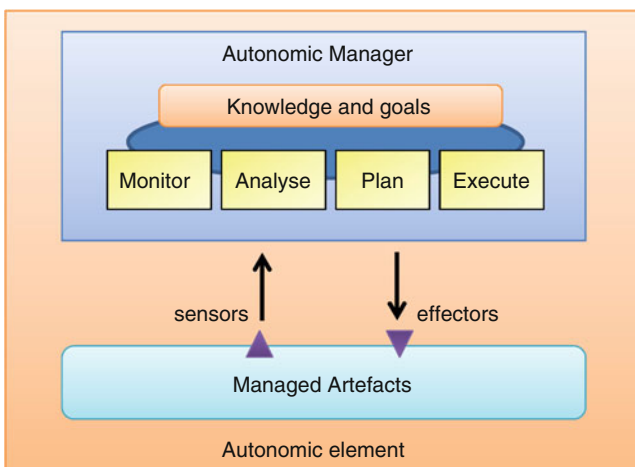 Autonomic Manager
Knowledge and goals
Monitor
Analyse
Plan
Execute
sensors
effectors
Managed Artefacts
Autonomic element